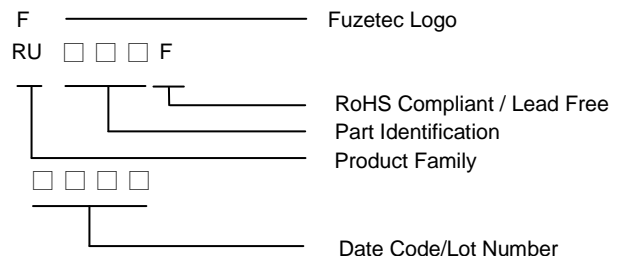 F Fuzetec Logo
RU □ □ □ F
RoHS Compliant / Lead Free
Part Identification
Product Family
□ □ □ □
Date Code/Lot Number